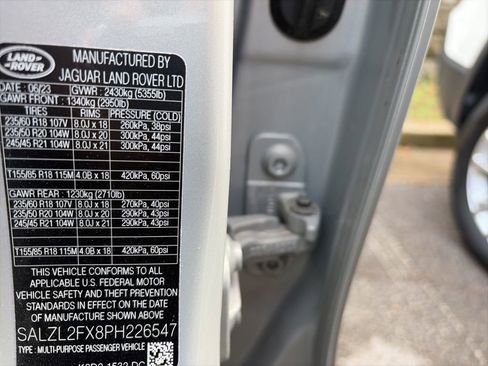 LAND ROVER
MANUFACTURED BY
JAGUAR LAND ROVER LTD
DATE : 06/23 GVWR : 2430kg (5355lb)
GAWR FRONT : 1340kg (2950lb)
TIRES RIMS PRESSURE (COLD)
235/60 R18 107V 8.0J x 18 260kPa, 38psi
235/50 R20 104W 8.0J x 20 300kPa, 44psi
245/45 R21 104W 8.0J x 21 300kPa, 44psi
T155/85 R18 115M 4.0B x 18 420kPa, 60psi
GAWR REAR : 1230kg (2710lb)
235/60 R18 107V 8.0J x 18 270kPa, 40psi
235/50 R20 104W 8.0J x 20 290kPa, 43psi
245/45 R21 104W 8.0J x 21 290kPa, 43psi
T155/85 R18 115M 4.0B x 18 420kPa, 60psi
THIS VEHICLE CONFORMS TO ALL
APPLICABLE U.S. FEDERAL MOTOR
VEHICLE SAFETY AND THEFT
PREVENTION STANDARDS IN
EFFECT ON THE DATE OF
MANUFACTURE SHOWN ABOVE
SALZL2FX8PH226547
TYPE : MULTI-PURPOSE PASSENGER VEHICLE